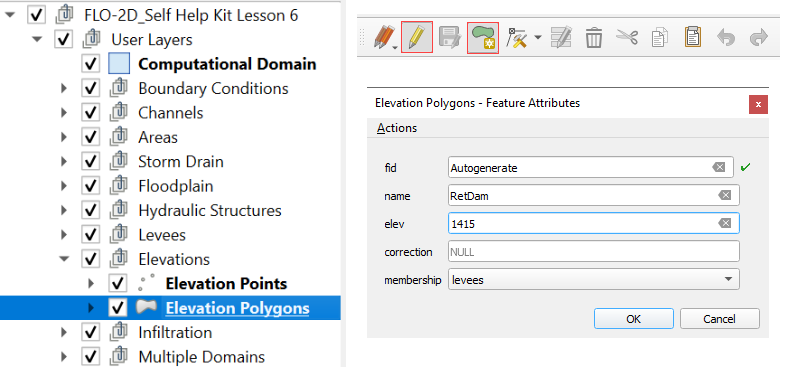 FLO-2D_Self Help Kit Lesson 6
User Layers
Computational Domain
Boundary Conditions
Channels
Areas
Storm Drain
Floodplain
Hydraulic Structures
Levees
Elevations
Elevation Points
Elevation Polygons
Infiltration
Multiple Domains
Elevation Polygons - Feature Attributes
x
Actions
fid Autogenerate
name RetDam
elev 1415
correction NULL
membership levees
OK Cancel